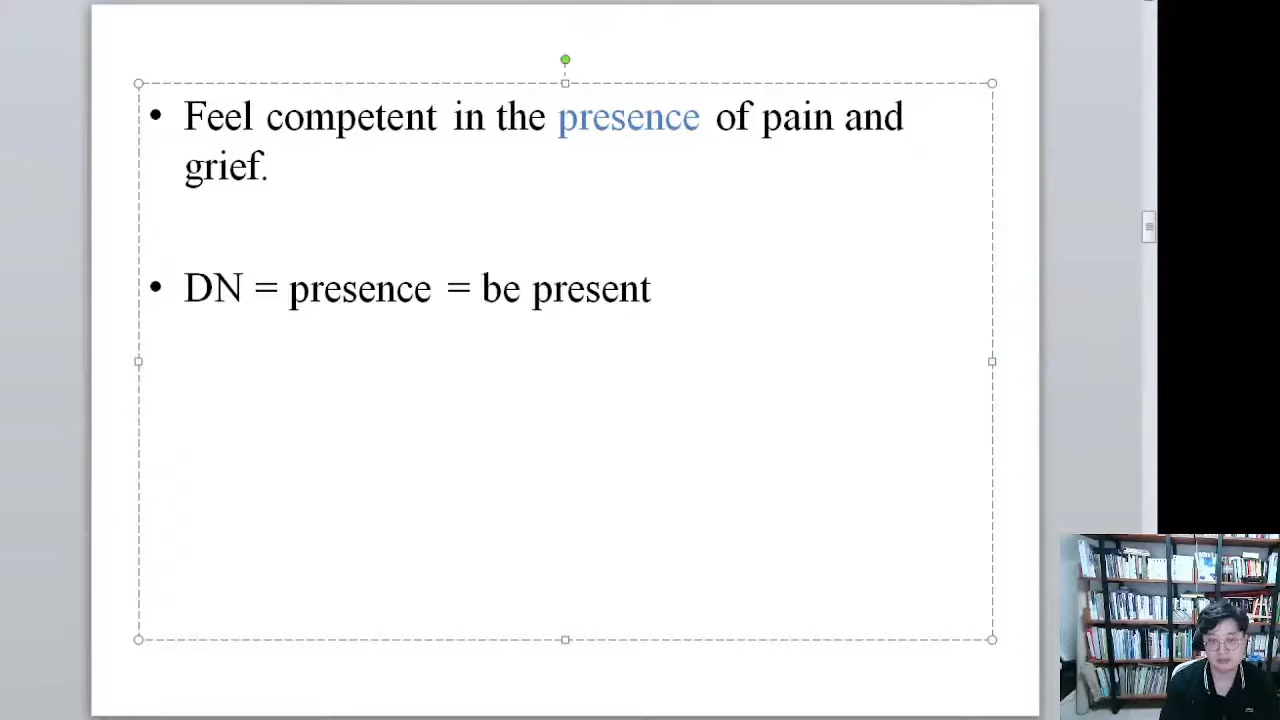 • Feel competent in the presence of pain and
grief.
• DN = presence = be present